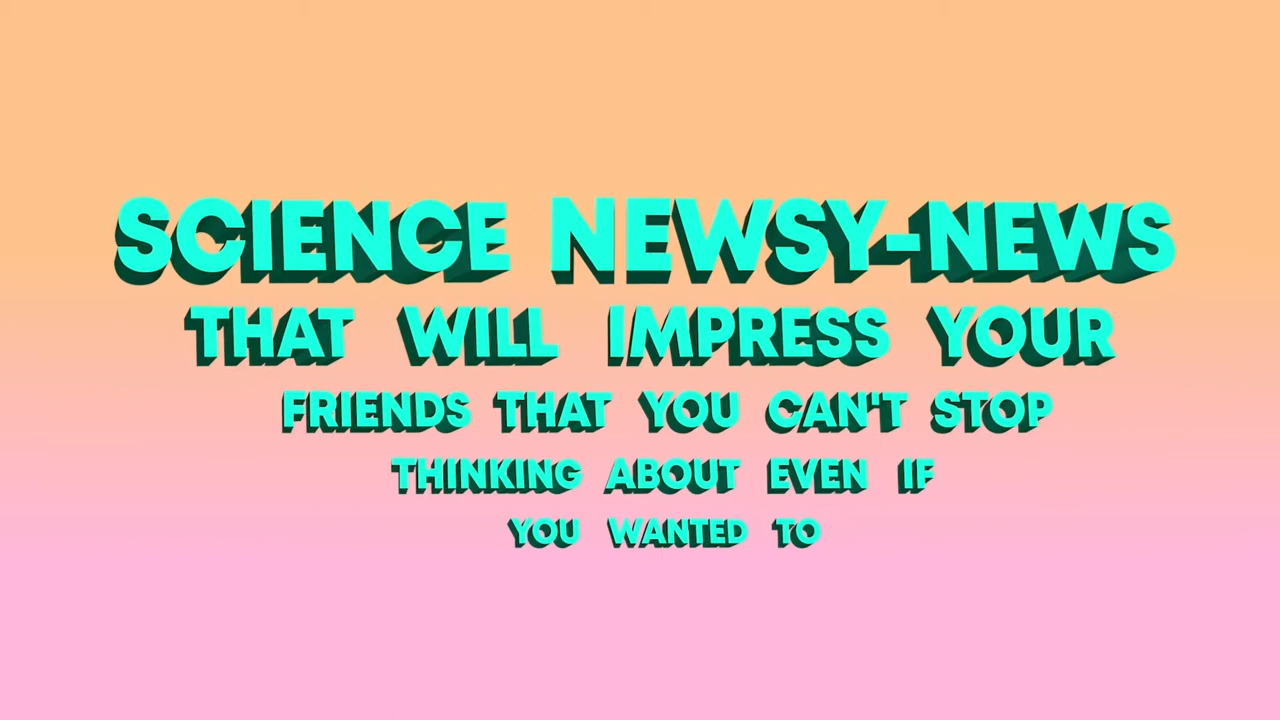 SCIENCE NEWSY-NEWS
THAT WILL IMPRESS YOUR
FRIENDS THAT YOU CAN'T STOP
THINKING ABOUT EVEN IF
YOU WANTED TO